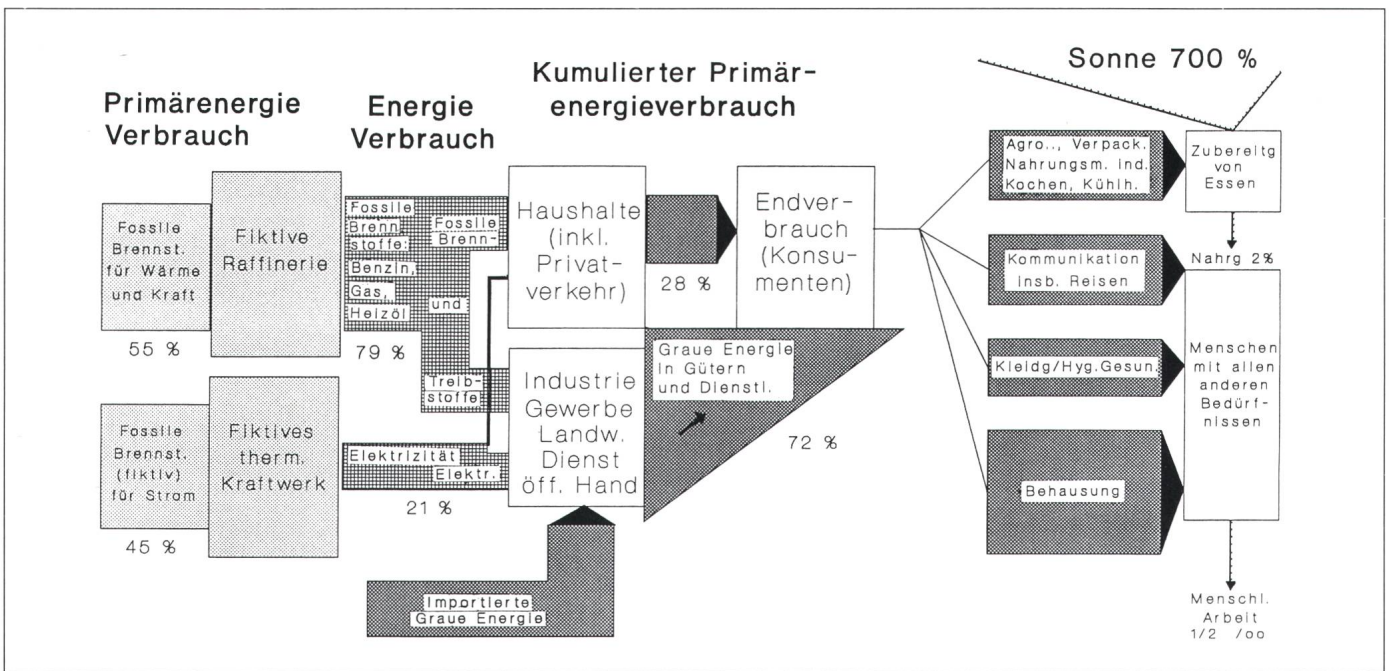 Primärenergie
Verbrauch
Energie
Verbrauch
Kumulierter Primär-
energieverbrauch
Sonne 700 %
Fossile
Brennst.
für Wärme
und Kraft
55 %
Fiktive
Raffinerie
Fossile
Brenn
stoffe:
Benzin,
Gas,
Heizöl
79 %
Fossile
Brenn-
und
Treib-
stoffe
Haushalte
(inkl.
Privat-
verkehr)
28 %
Endver-
brauch
(Konsu-
menten)
Fossile
Brennst.
(fiktiv)
für Strom
45 %
Fiktives
therm.
Kraftwerk
Elektrizität
Elektr.
21 %
Industrie
Gewerbe
Landw.
Dienst
öff. Hand
Graue Energie
in Gütern
und Dienstl.
72 %
Importierte
Graue Energie
Agro.., Verpack.
Nahrungsm. Ind.
Kochen, Kühlh.
Zubereitg
von
Essen
Nahrg 2%
Kommunikation
insb. Reisen
Kleidg/Hyg.Gesun.
Behausung
Menschen
mit allen
anderen
Bedürf-
nissen
Menschl.
Arbeit
1/2 /oo